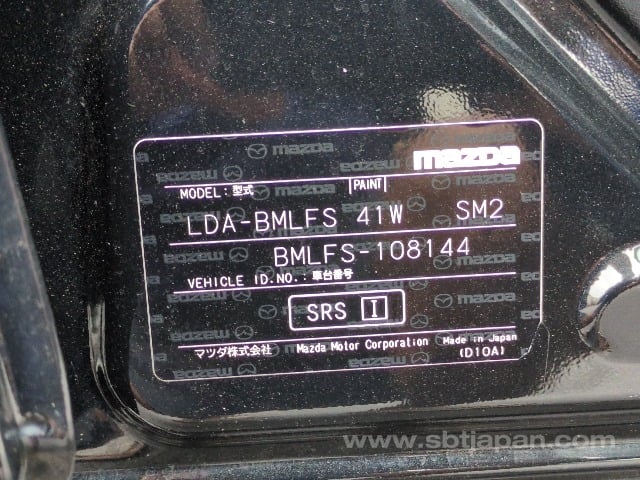 mazda
MODEL:型式 PAINT
LDA-BMLFS 41W SM2
BMLFS-108144
VEHICLE ID.NO.:車台番号
SRS I
マツダ株式会社 Mazda Motor Corporation Made in Japan
(D10A)
www.sbtjapan.com